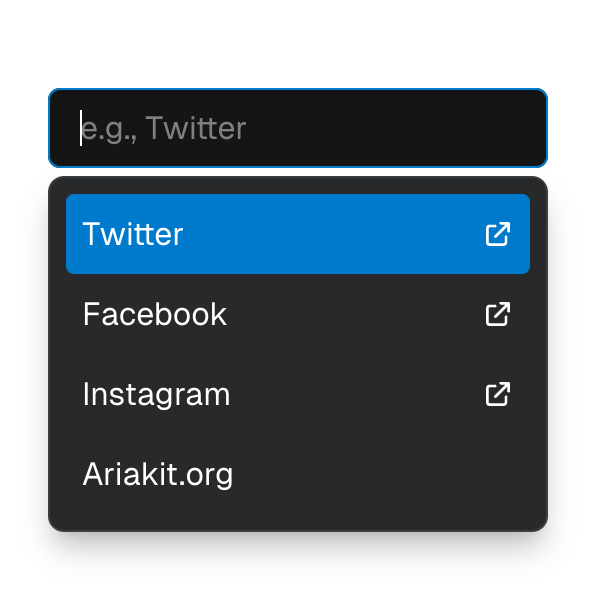 e.g., Twitter
Twitter
Facebook
Instagram
Ariakit.org